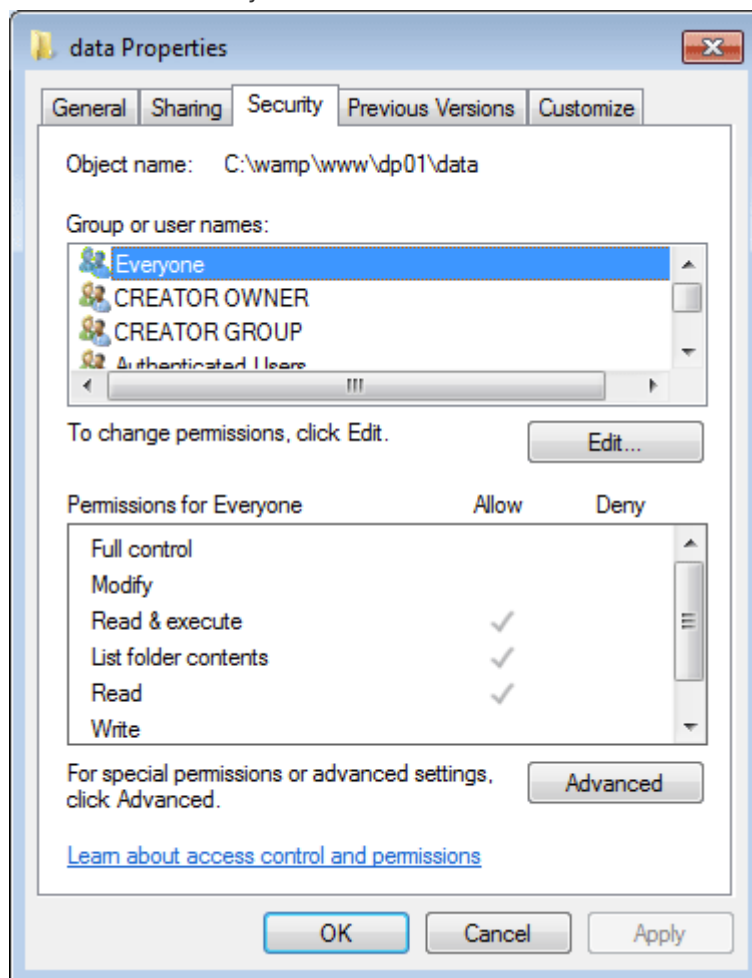 data Properties
General Sharing Security Previous Versions Customize
Object name: C:\wamp\www\dp01\data
Group or user names:
Everyone
CREATOR OWNER
CREATOR GROUP
Authenticated Users
To change permissions, click Edit.
Edit...
Permissions for Everyone Allow Deny
Full control
Modify
Read & execute
List folder contents
Read
Write
For special permissions or advanced settings,
click Advanced.
Advanced
Learn about access control and permissions
OK Cancel Apply